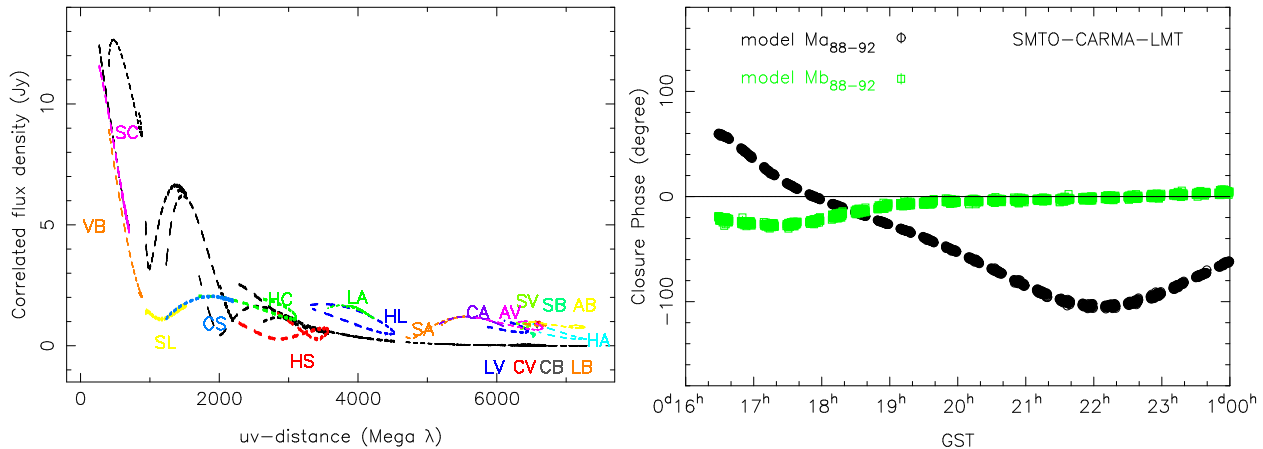 Correlated flux density (Jy)
10
5
0
SC
VB
SL
CS
HC
HS
LA
HL
SA
CA
AV
SV
SB
AB
HA
LV
CV
CB
LB
0
2000
4000
6000
uv-distance (Mega λ)
model Ma88-92
SMTO-CARMA-LMT
model Mb88-92
Closure Phase (degree)
100
0
-100
0d16h
17h
18h
19h
20h
21h
22h
23h
1d00h
GST